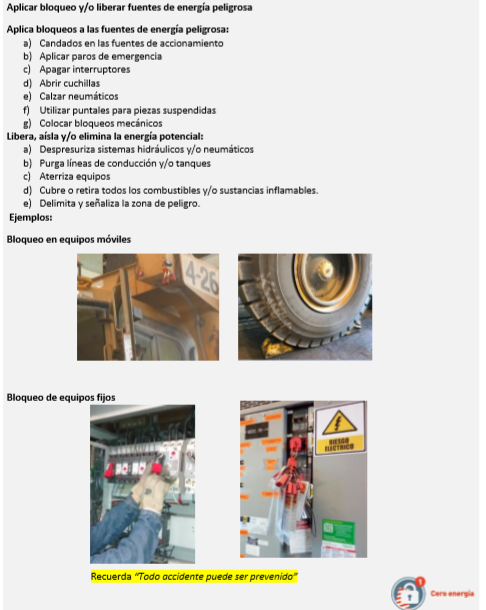 Aplicar bloqueo y/o liberar fuentes de energía peligrosa
Aplica bloqueos a las fuentes de energía peligrosa:
a) Candados en las fuentes de accionamiento
b) Aplicar paros de emergencia
c) Apagar interruptores
d) Abrir cuchillas
e) Calzar neumáticos
f) Utilizar puntales para piezas suspendidas
g) Colocar bloqueos mecánicos
Libera, aísla y/o elimina la energía potencial:
a) Despresuriza sistemas hidráulicos y/o neumáticos
b) Purga líneas de conducción y/o tanques
c) Aterriza equipos
d) Cubre o retira todos los combustibles y/o sustancias inflamables.
e) Delimita y señaliza la zona de peligro.
Ejemplos:
Bloqueo en equipos móviles
4-26
Bloqueo de equipos fijos
RIESGO
ELECTRICO
Recuerda "Todo accidente puede ser prevenido"
1
Cero energía